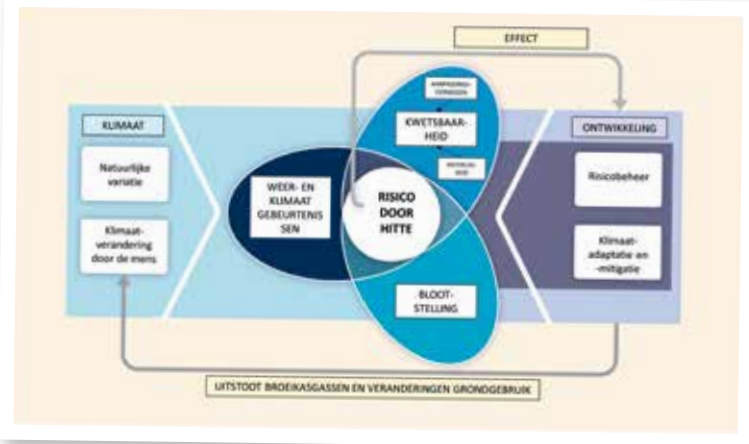 EFFECT
KLIMAAT
Natuurlijke
variatie
Klimaat-
verandering
door de mens
WEER- EN
KLIMAAT
GEBEURTENIS
SEN
KWETSBAAR-
HEID
RISICO
DOOR
HITTE
BLOOT-
STELLING
ONTWIKKELING
Risicobeheer
Klimaat-
adaptatie en
-mitigatie
UITSTOOT BROEIKASGASSEN EN VERANDERINGEN GRONDGEBRUIK